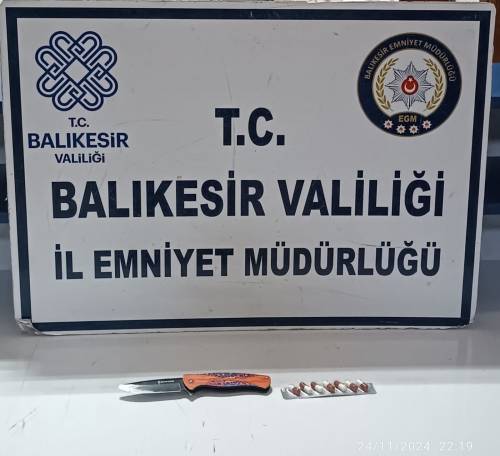 T.C.
BALIKESİR
VALİLİĞİ
BALIKESİR EMNİYET MÜDÜRLÜĞÜ
EGM
T.C.
BALIKESİR VALİLİĞİ
İL EMNİYET MÜDÜRLÜĞÜ
24/11/2024 22:19